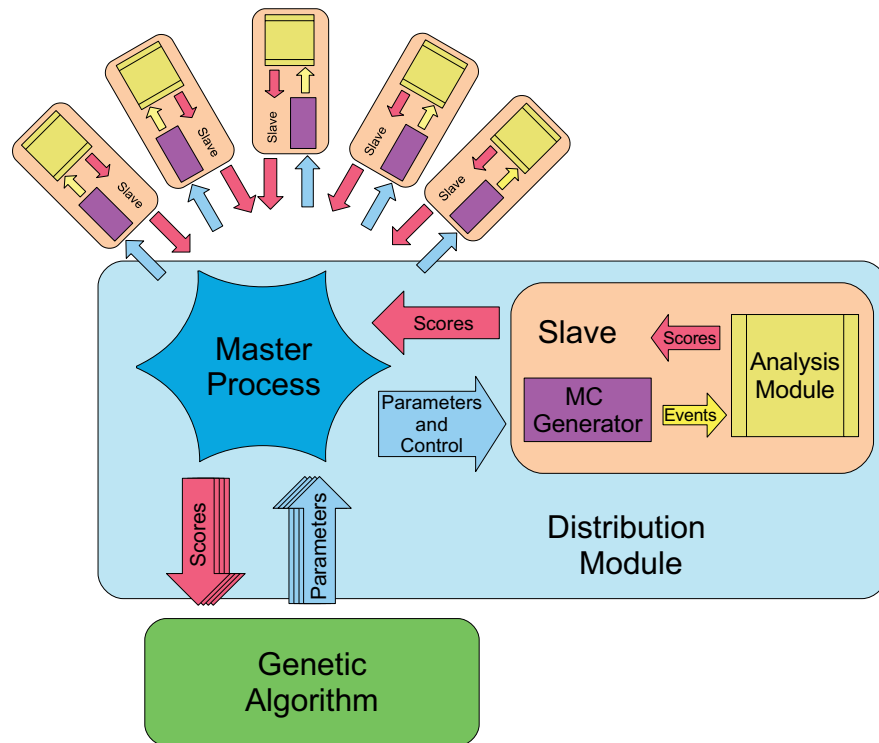 Slave
Slave
Slave
Slave
Slave
Master
Process
Scores
Slave
Scores
Analysis
Module
MC
Generator
Events
Parameters
and
Control
Scores
Parameters
Distribution
Module
Genetic
Algorithm